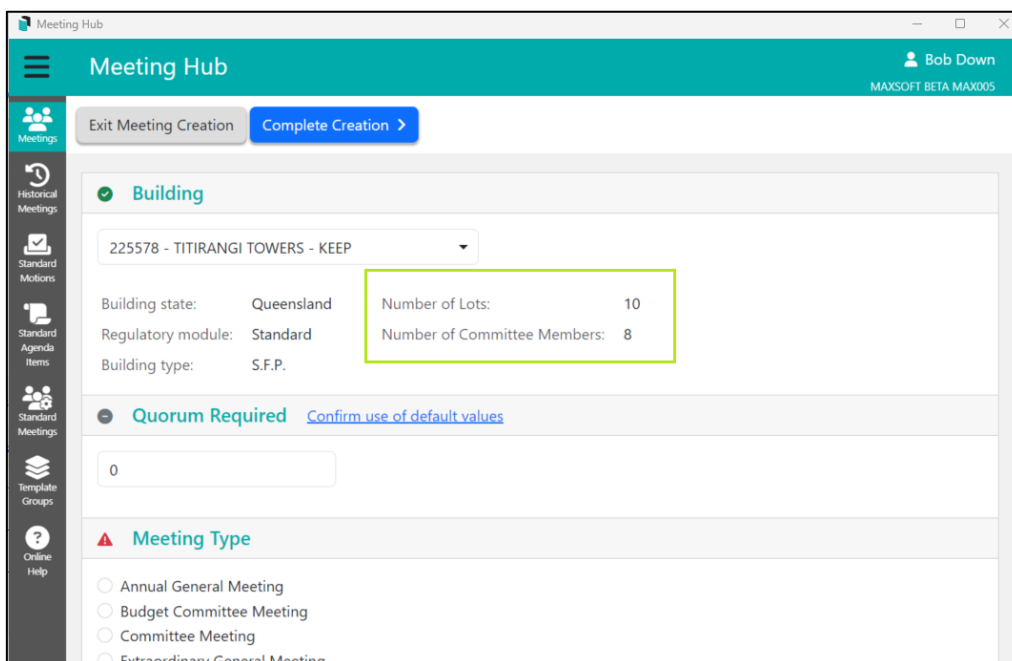 Meeting Hub
Meeting Hub
Bob Down
MAXSOFT BETA MAX005
Meetings
Historical
Meetings
Standard
Motions
Standard
Agenda
Items
Standard
Meetings
Template
Groups
Online
Help
Exit Meeting Creation
Complete Creation
Building
225578 - TITIRANGI TOWERS - KEEP
Building state: Queensland Number of Lots: 10
Regulatory module: Standard Number of Committee Members: 8
Building type: S.F.P.
Quorum Required Confirm use of default values
0
Meeting Type
Annual General Meeting
Budget Committee Meeting
Committee Meeting
Extraordinary General Meeting